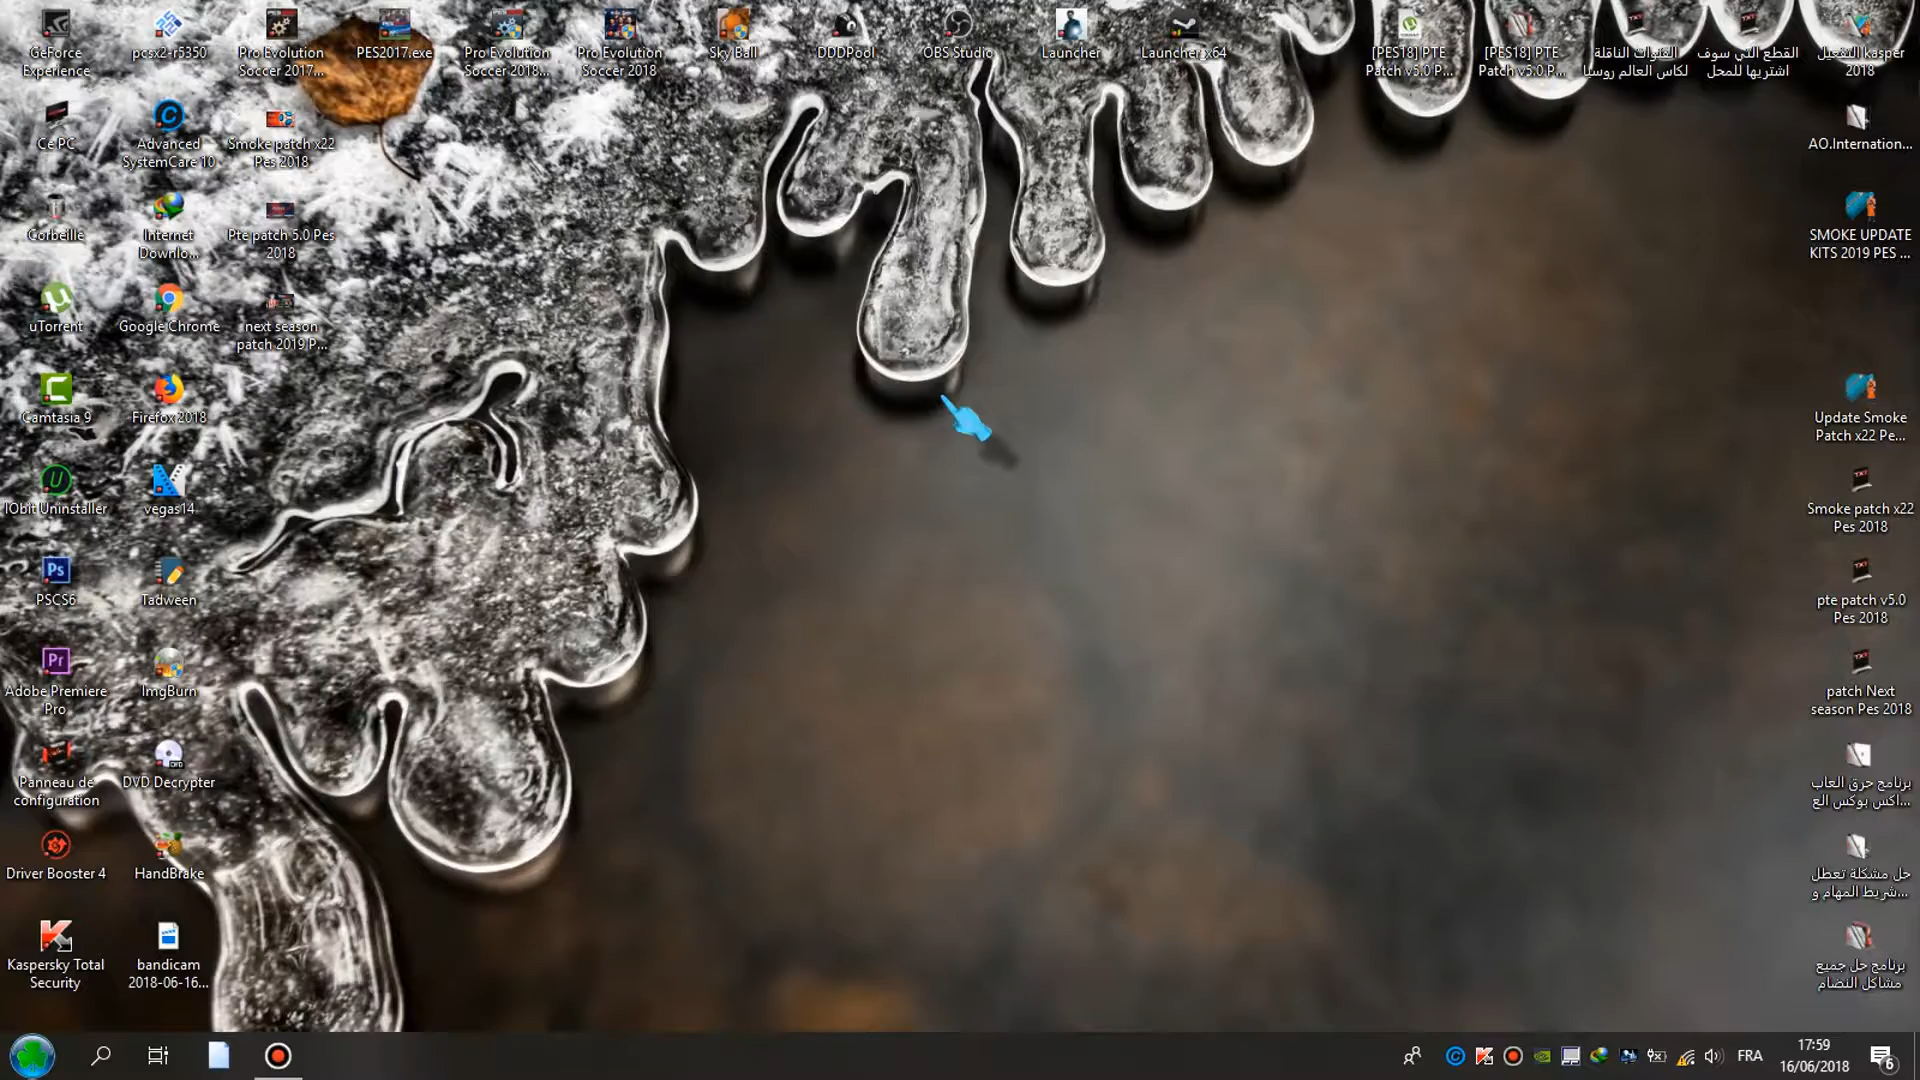 GeForce
Experience
pcsx2-r5350
Pro Evolution
Soccer 2017...
PES2017.exe
Pro Evolution
Soccer 2018...
Pro Evolution
Soccer 2018
Sky Ball
DDDPool
OBS Studio
Launcher
Launcher_x64
[PES18] PTE
Patch v5.0 P...
[PES18] PTE
Patch v5.0 P...
القنوات الناقلة
لكاس العالم روسيا
القطع التي سوف
اشتريها للمحل
التفعيل kasper
2018
Ce PC
Advanced
SystemCare 10
Smoke patch x22
Pes 2018
AO.Internation...
Corbeille
Internet
Downlo...
Pte patch 5.0 Pes
2018
SMOKE UPDATE
KITS 2019 PES ...
uTorrent
Google Chrome
next season
patch 2019 P...
Camtasia 9
Firefox 2018
Update Smoke
Patch x22 Pe...
IObit Uninstaller
vegas14
Smoke patch x22
Pes 2018
Ps
PSCS6
Tadween
pte patch v5.0
Pes 2018
Pr
Adobe Premiere
Pro
ImgBurn
patch Next
season Pes 2018
Panneau de
configuration
DVD Decrypter
برنامج حرق العاب
اكس بوكس الع...
Driver Booster 4
HandBrake
حل مشكلة تعطل
شريط المهام و...
Kaspersky Total
Security
bandicam
2018-06-16...
برنامج حل جميع
مشاكل النضام
FRA
17:59
16/06/2018
6